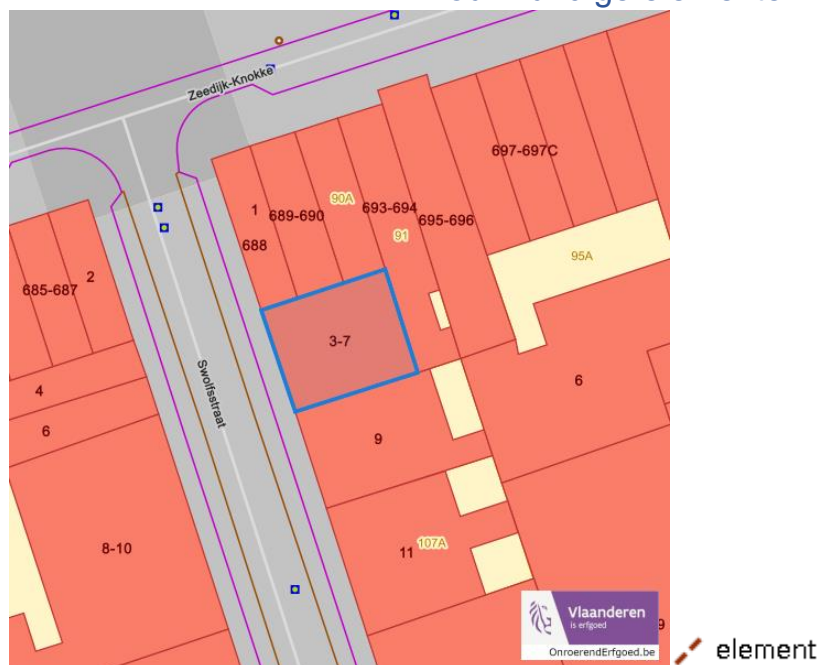 Zeedijk-Knokke
697-697C
1
689-690
90A
693-694
695-696
688
91
95A
2
685-687
3-7
4
Swolfsstraat
6
6
9
8-10
11
107A
9
Vlaanderen
is erfgoed
OnroerendErfgoed.be
element